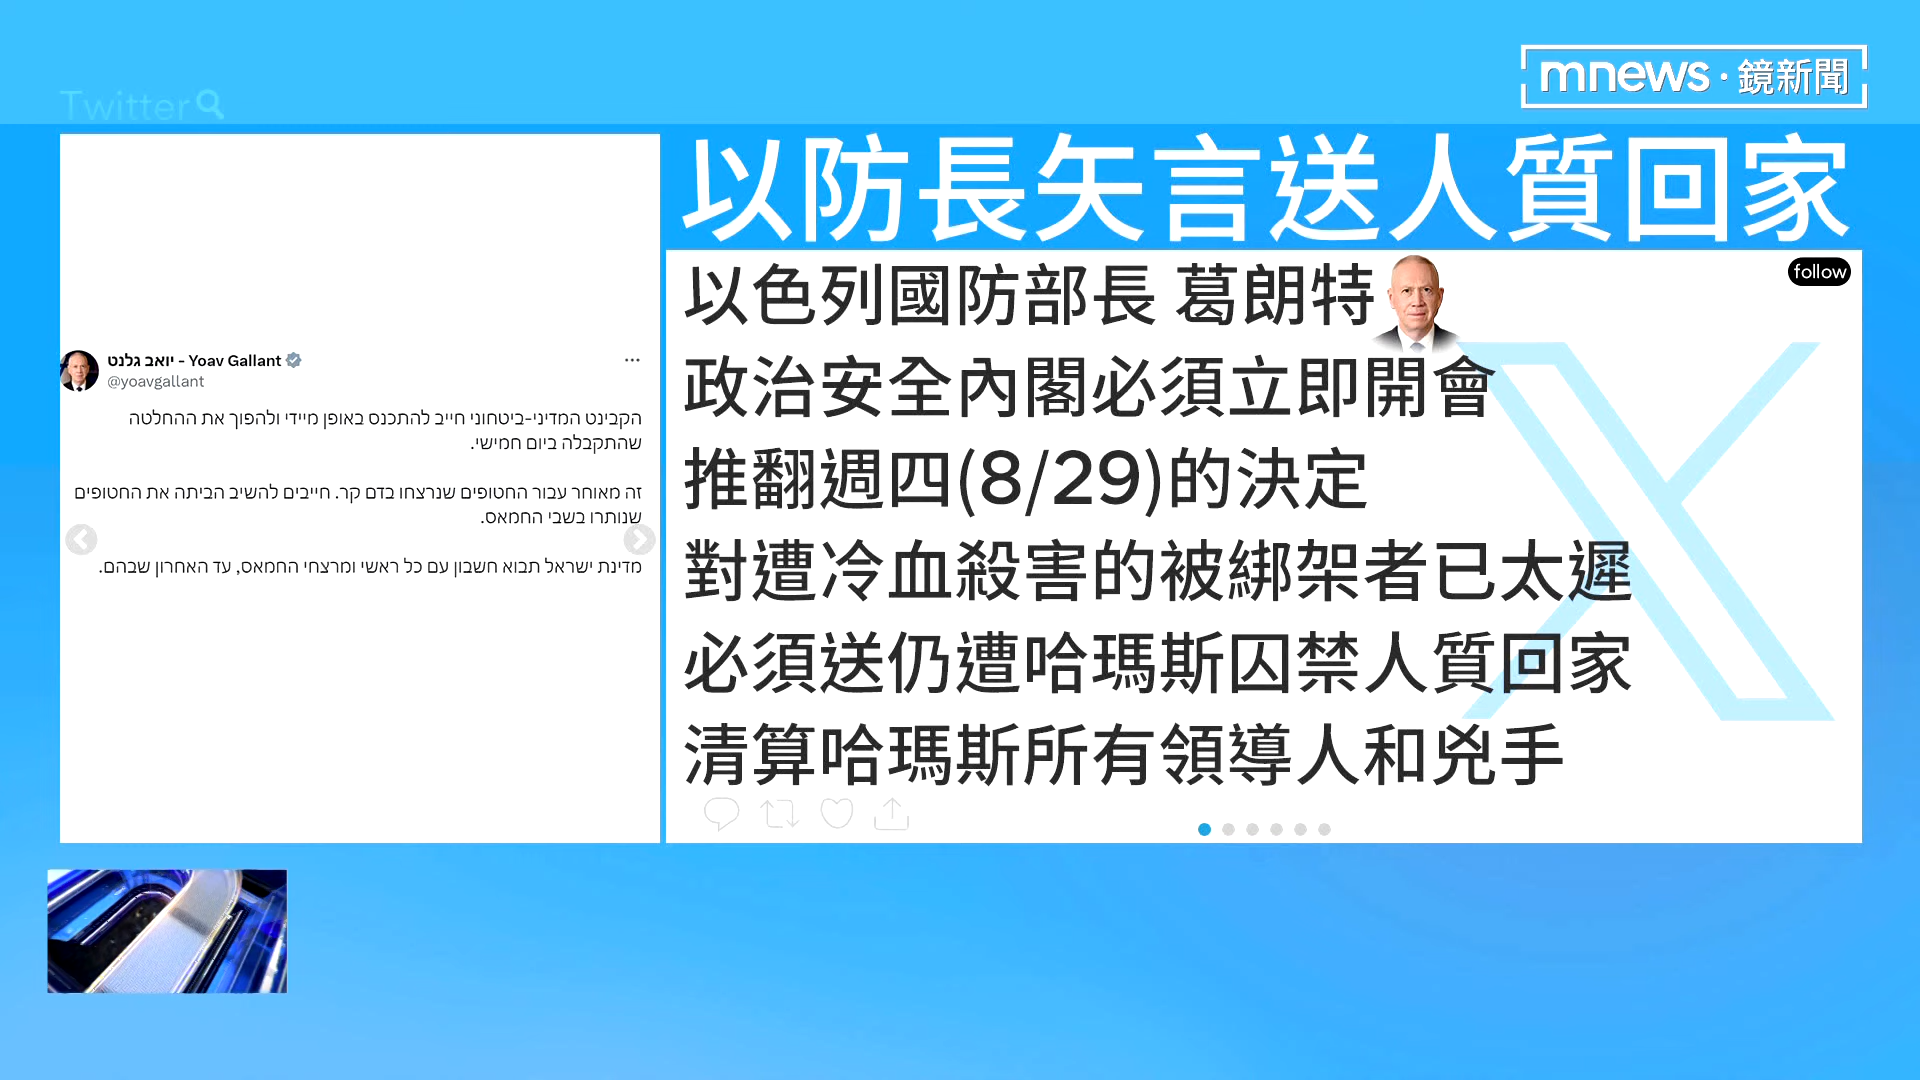 Twitter
mnews·鏡新聞
以防長矢言送人質回家
יואב גלנט - Yoav Gallant
@yoavgallant
הקבינט המדיני-ביטחוני חייב להתכנס באופן מיידי ולהפוך את ההחלטה
שהתקבלה ביום חמישי.
זה מאוחר עבור החטופים שנרצחו בדם קר. חייבים להשיב הביתה את החטופים
שנותרו בשבי החמאס.
מדינת ישראל תבוא חשבון עם כל ראשי ומרצחי החמאס, עד האחרון שבהם.
以色列國防部長 葛朗特
follow
政治安全內閣必須立即開會
推翻週四(8/29)的決定
對遭冷血殺害的被綁架者已太遲
必須送仍遭哈瑪斯囚禁人質回家
清算哈瑪斯所有領導人和兇手